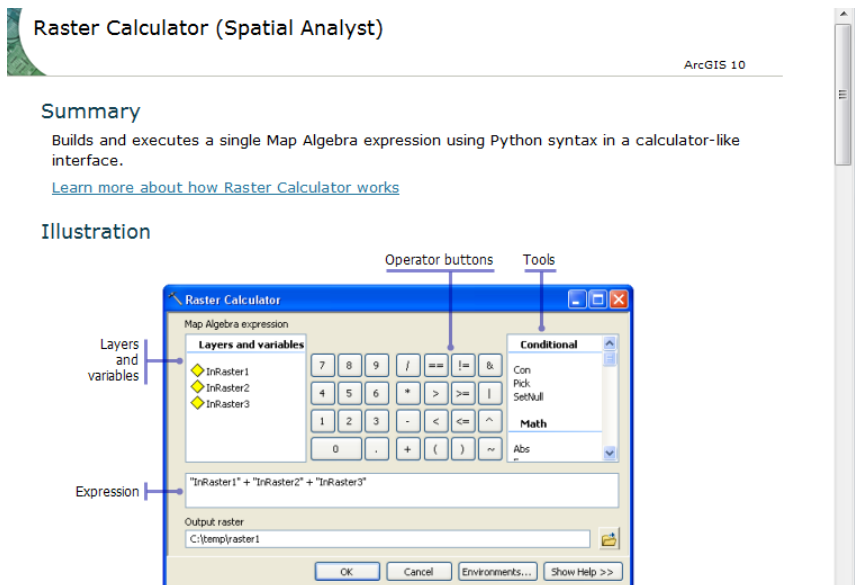 Raster Calculator (Spatial Analyst)
ArcGIS 10
Summary
Builds and executes a single Map Algebra expression using Python syntax in a calculator-like
interface.
Learn more about how Raster Calculator works
Illustration
Operator buttons
Tools
Raster Calculator
Map Algebra expression
Layers
and
variables
Layers and variables
InRaster1
InRaster2
InRaster3
7 8 9 / == != &
4 5 6 * > >= |
1 2 3 - < <= ^
0 . + ( ) ~
Conditional
Con
Pick
SetNull
Math
Abs
Expression
"InRaster1" + "InRaster2" + "InRaster3"
Output raster
C:\temp\raster1
OK
Cancel
Environments...
Show Help >>